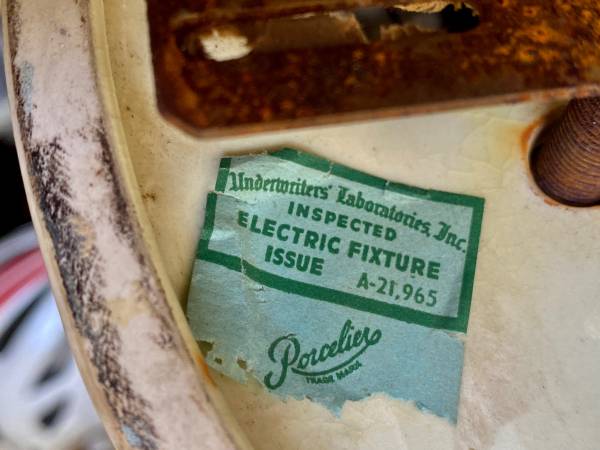 Underwriters' Laboratories, Inc.
INSPECTED
ELECTRIC FIXTURE
ISSUE A-21,965
Porcelier
TRADE MARK